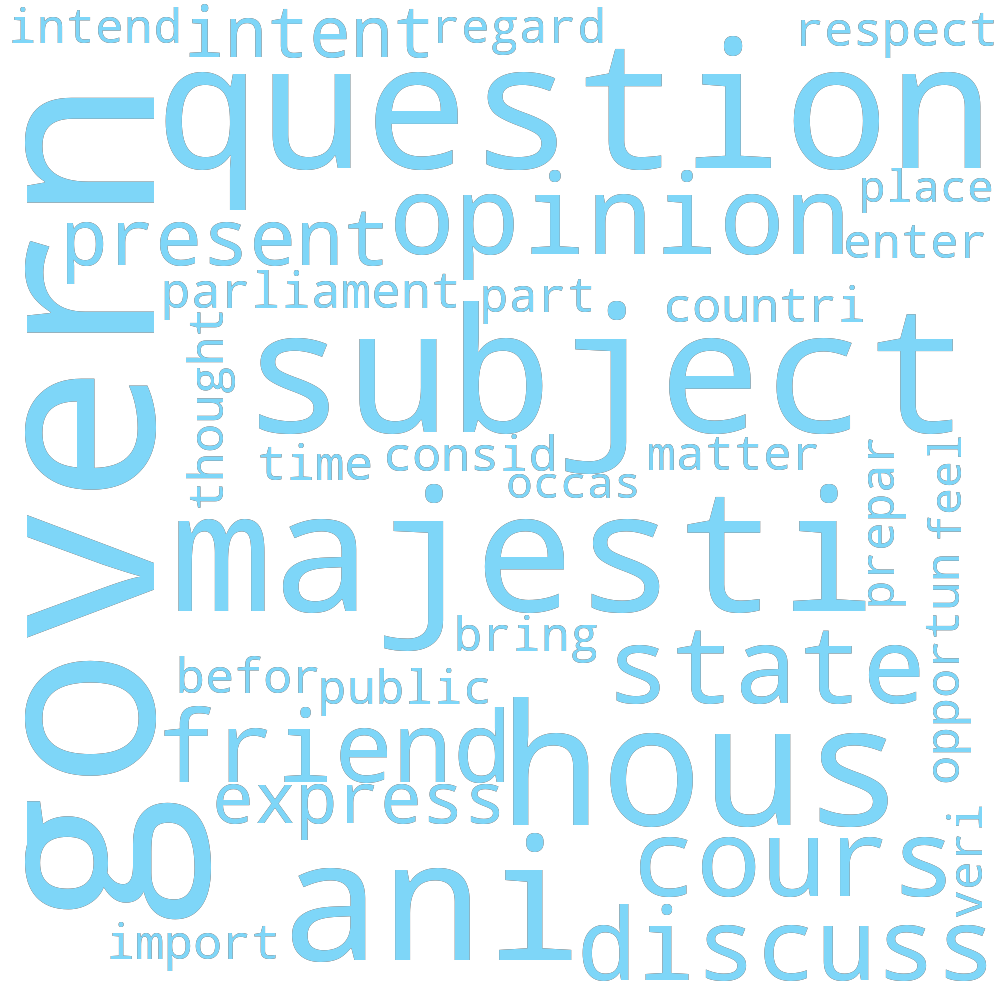 intend
intent
regard
respect
question
govern
place
present
opinion
enter
parliament
part
countri
thought
subject
time
consid
matter
occas
prepar
feel
majesti
opportun
bring
state
befor
public
friend
hous
express
cours
veri
ani
import
discuss